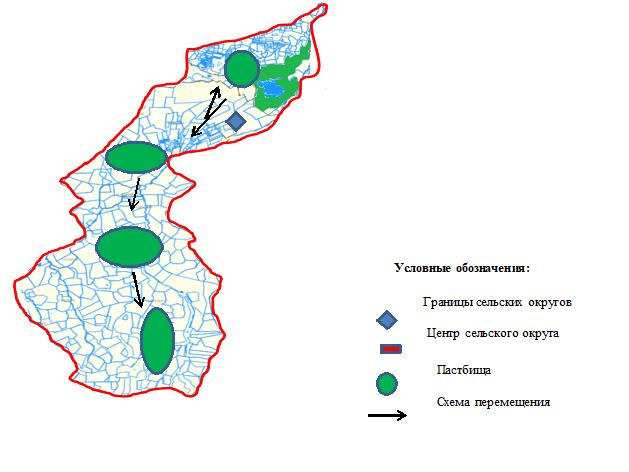 Условные обозначения:
Границы сельских округов
Центр сельского округа
Пастбища
Схема перемещения